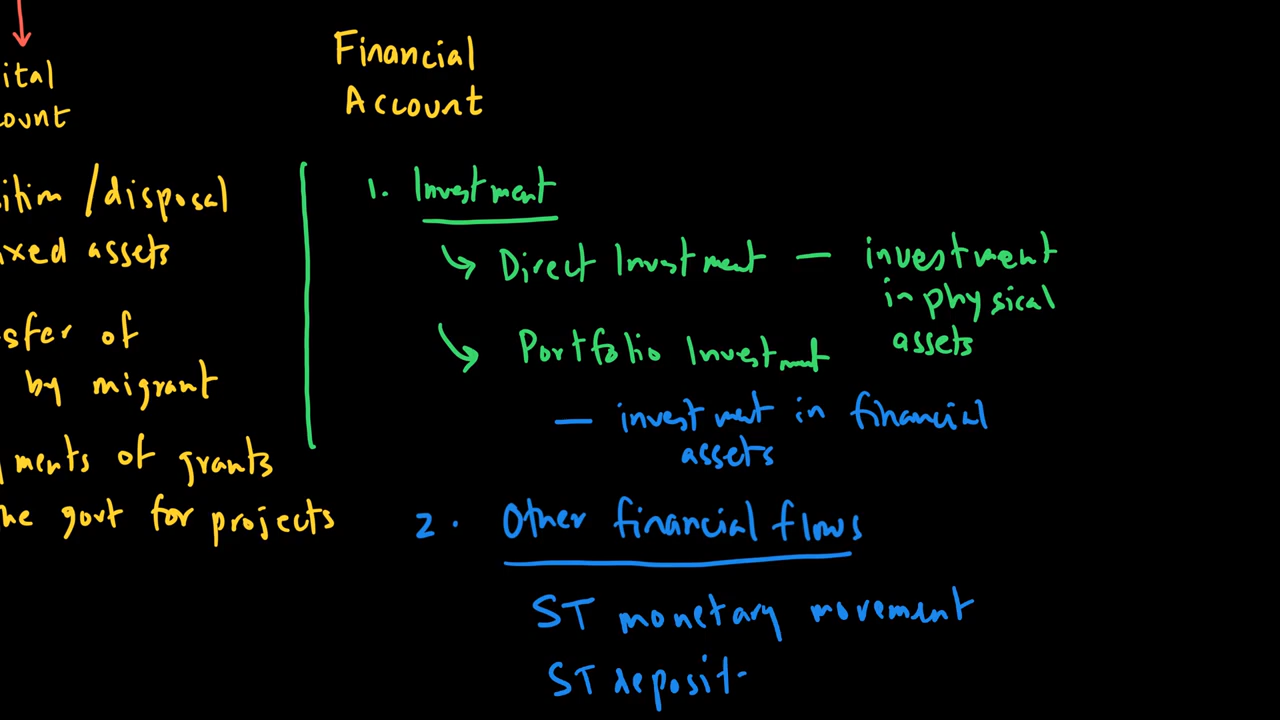 ital
ount
Financial
Account
/disposal
ixed assets
sfer of
by migrant
ments of grants
he govt for projects
1. Investment
↳ Direct Investment — investment
in physical
assets
↳ Portfolio Investment
— investment in financial
assets
2. Other financial flows
ST monetary movement
ST deposit